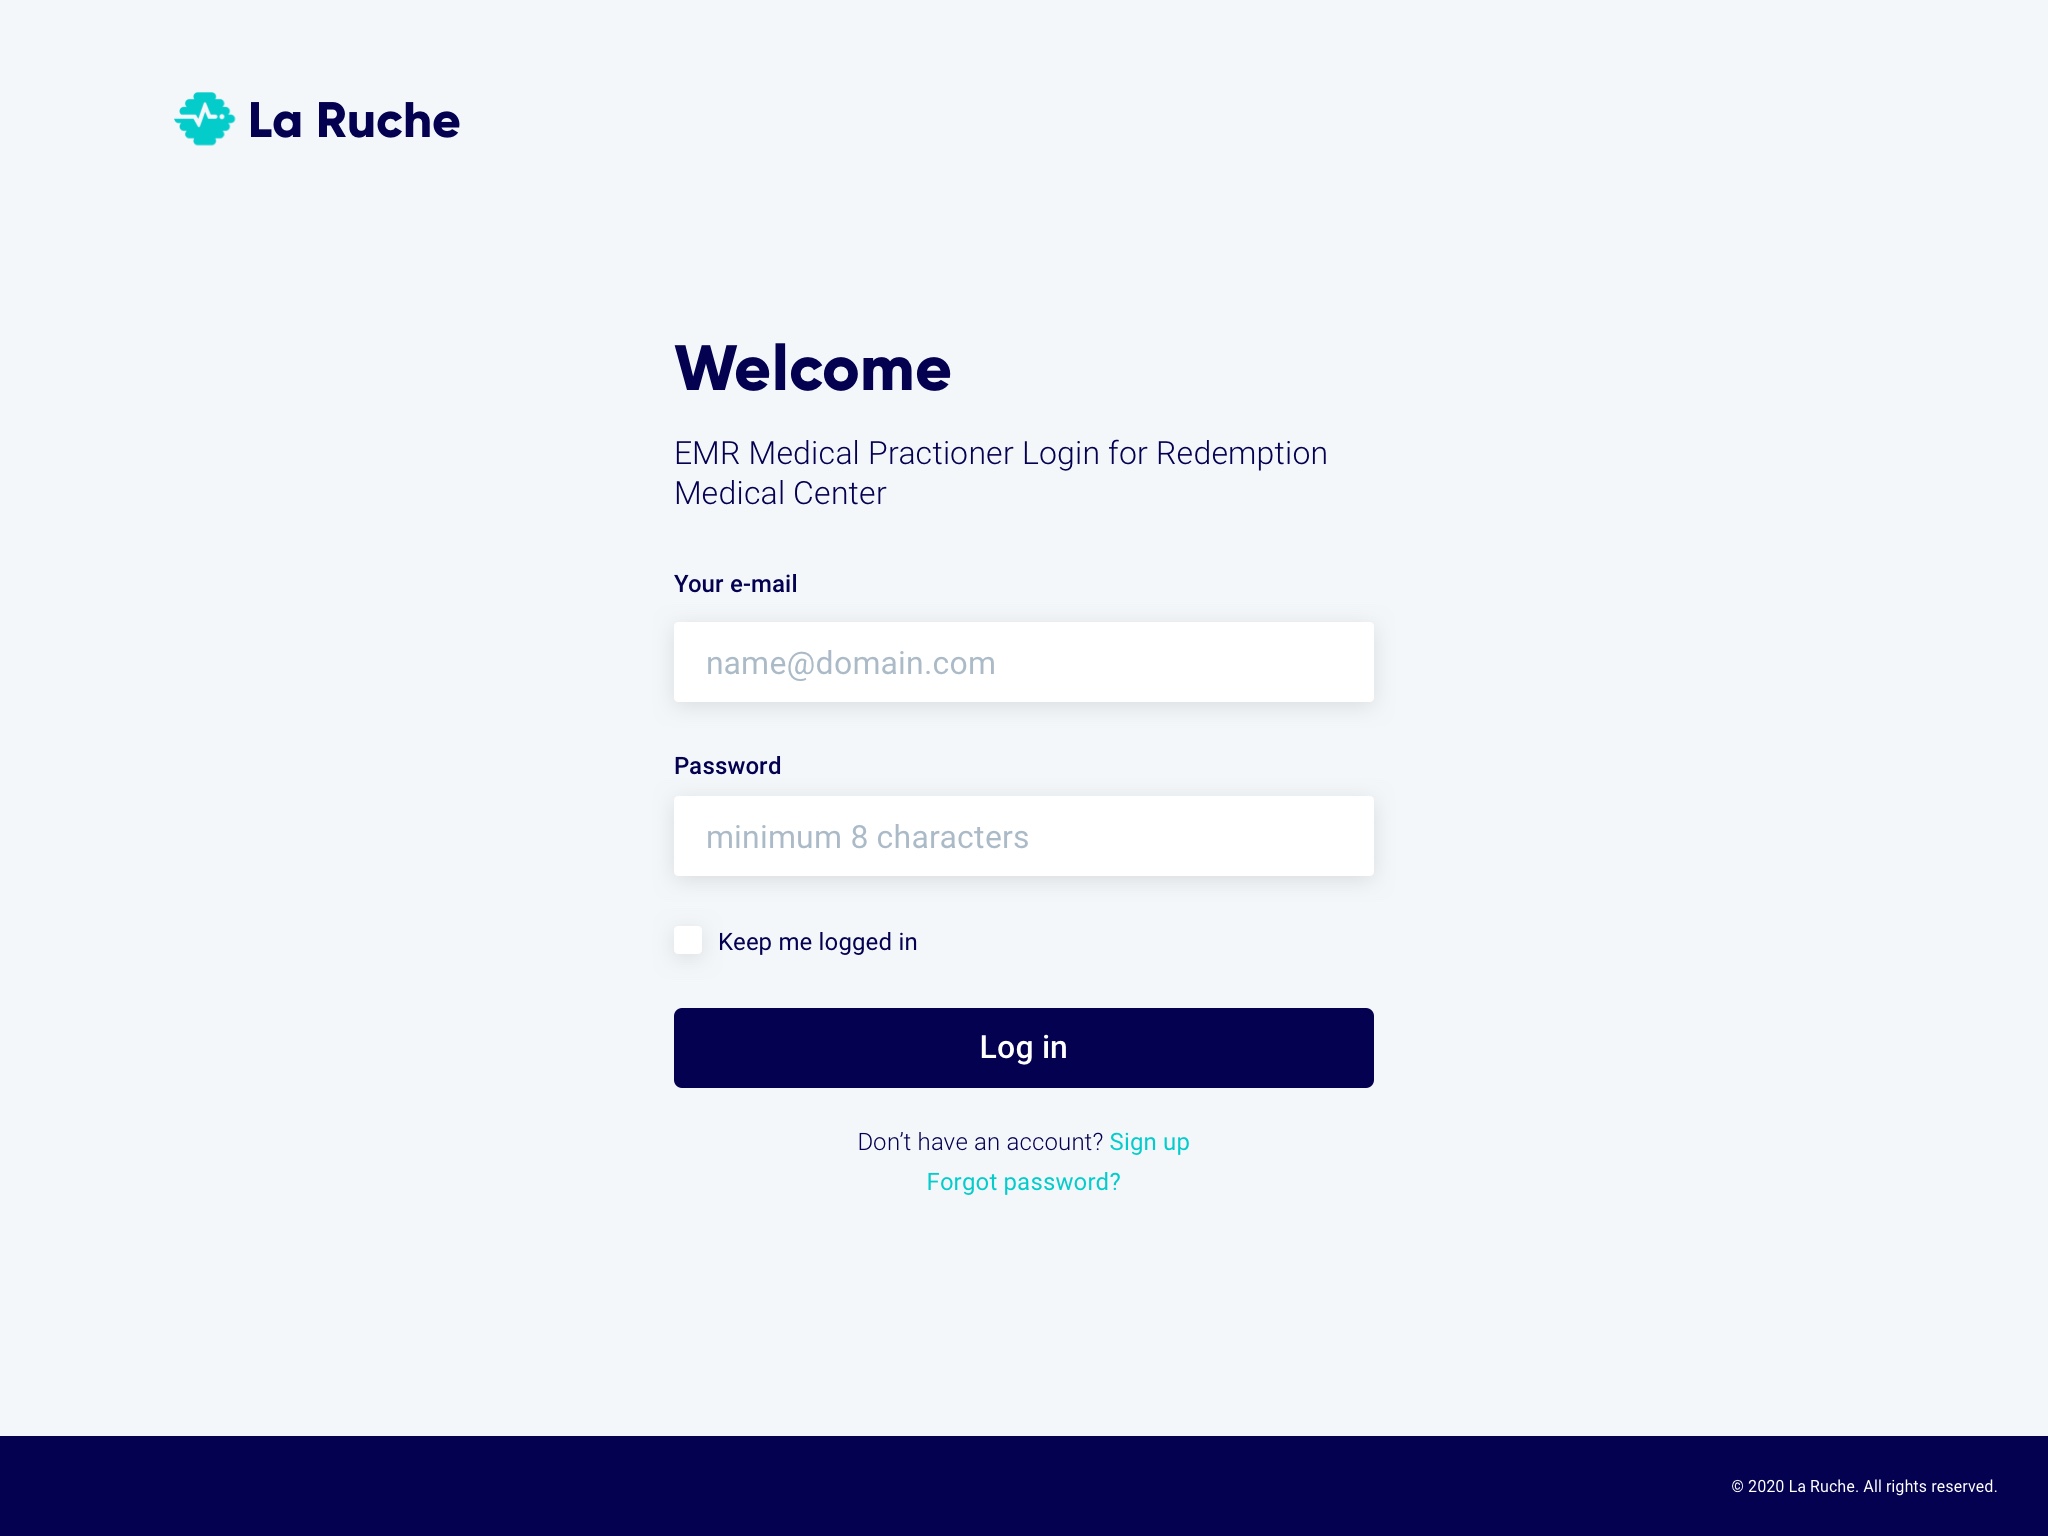 La Ruche
Welcome
EMR Medical Practioner Login for Redemption
Medical Center
Your e-mail
name@domain.com
Password
minimum 8 characters
Keep me logged in
Log in
Don’t have an account? Sign up
Forgot password?
© 2020 La Ruche. All rights reserved.